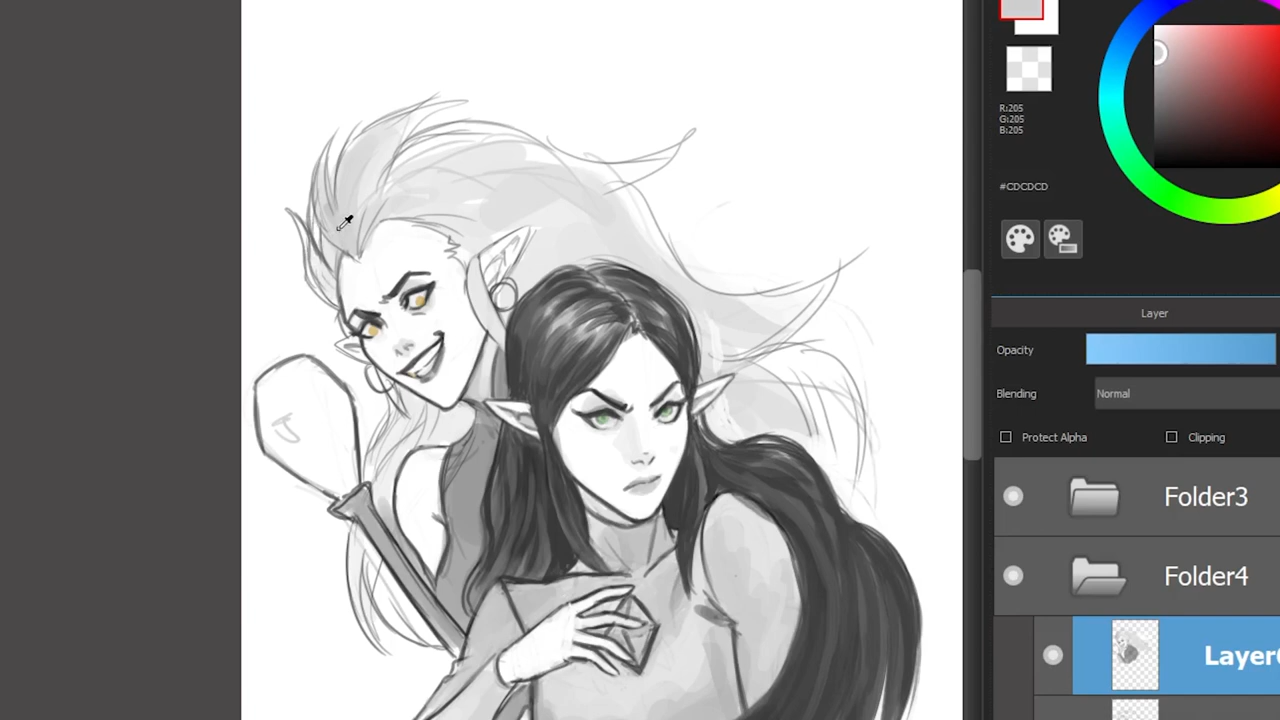 R:205
G:205
B:205
#CDCDCD
Layer
Opacity
Blending Normal
Protect Alpha Clipping
Folder3
Folder4